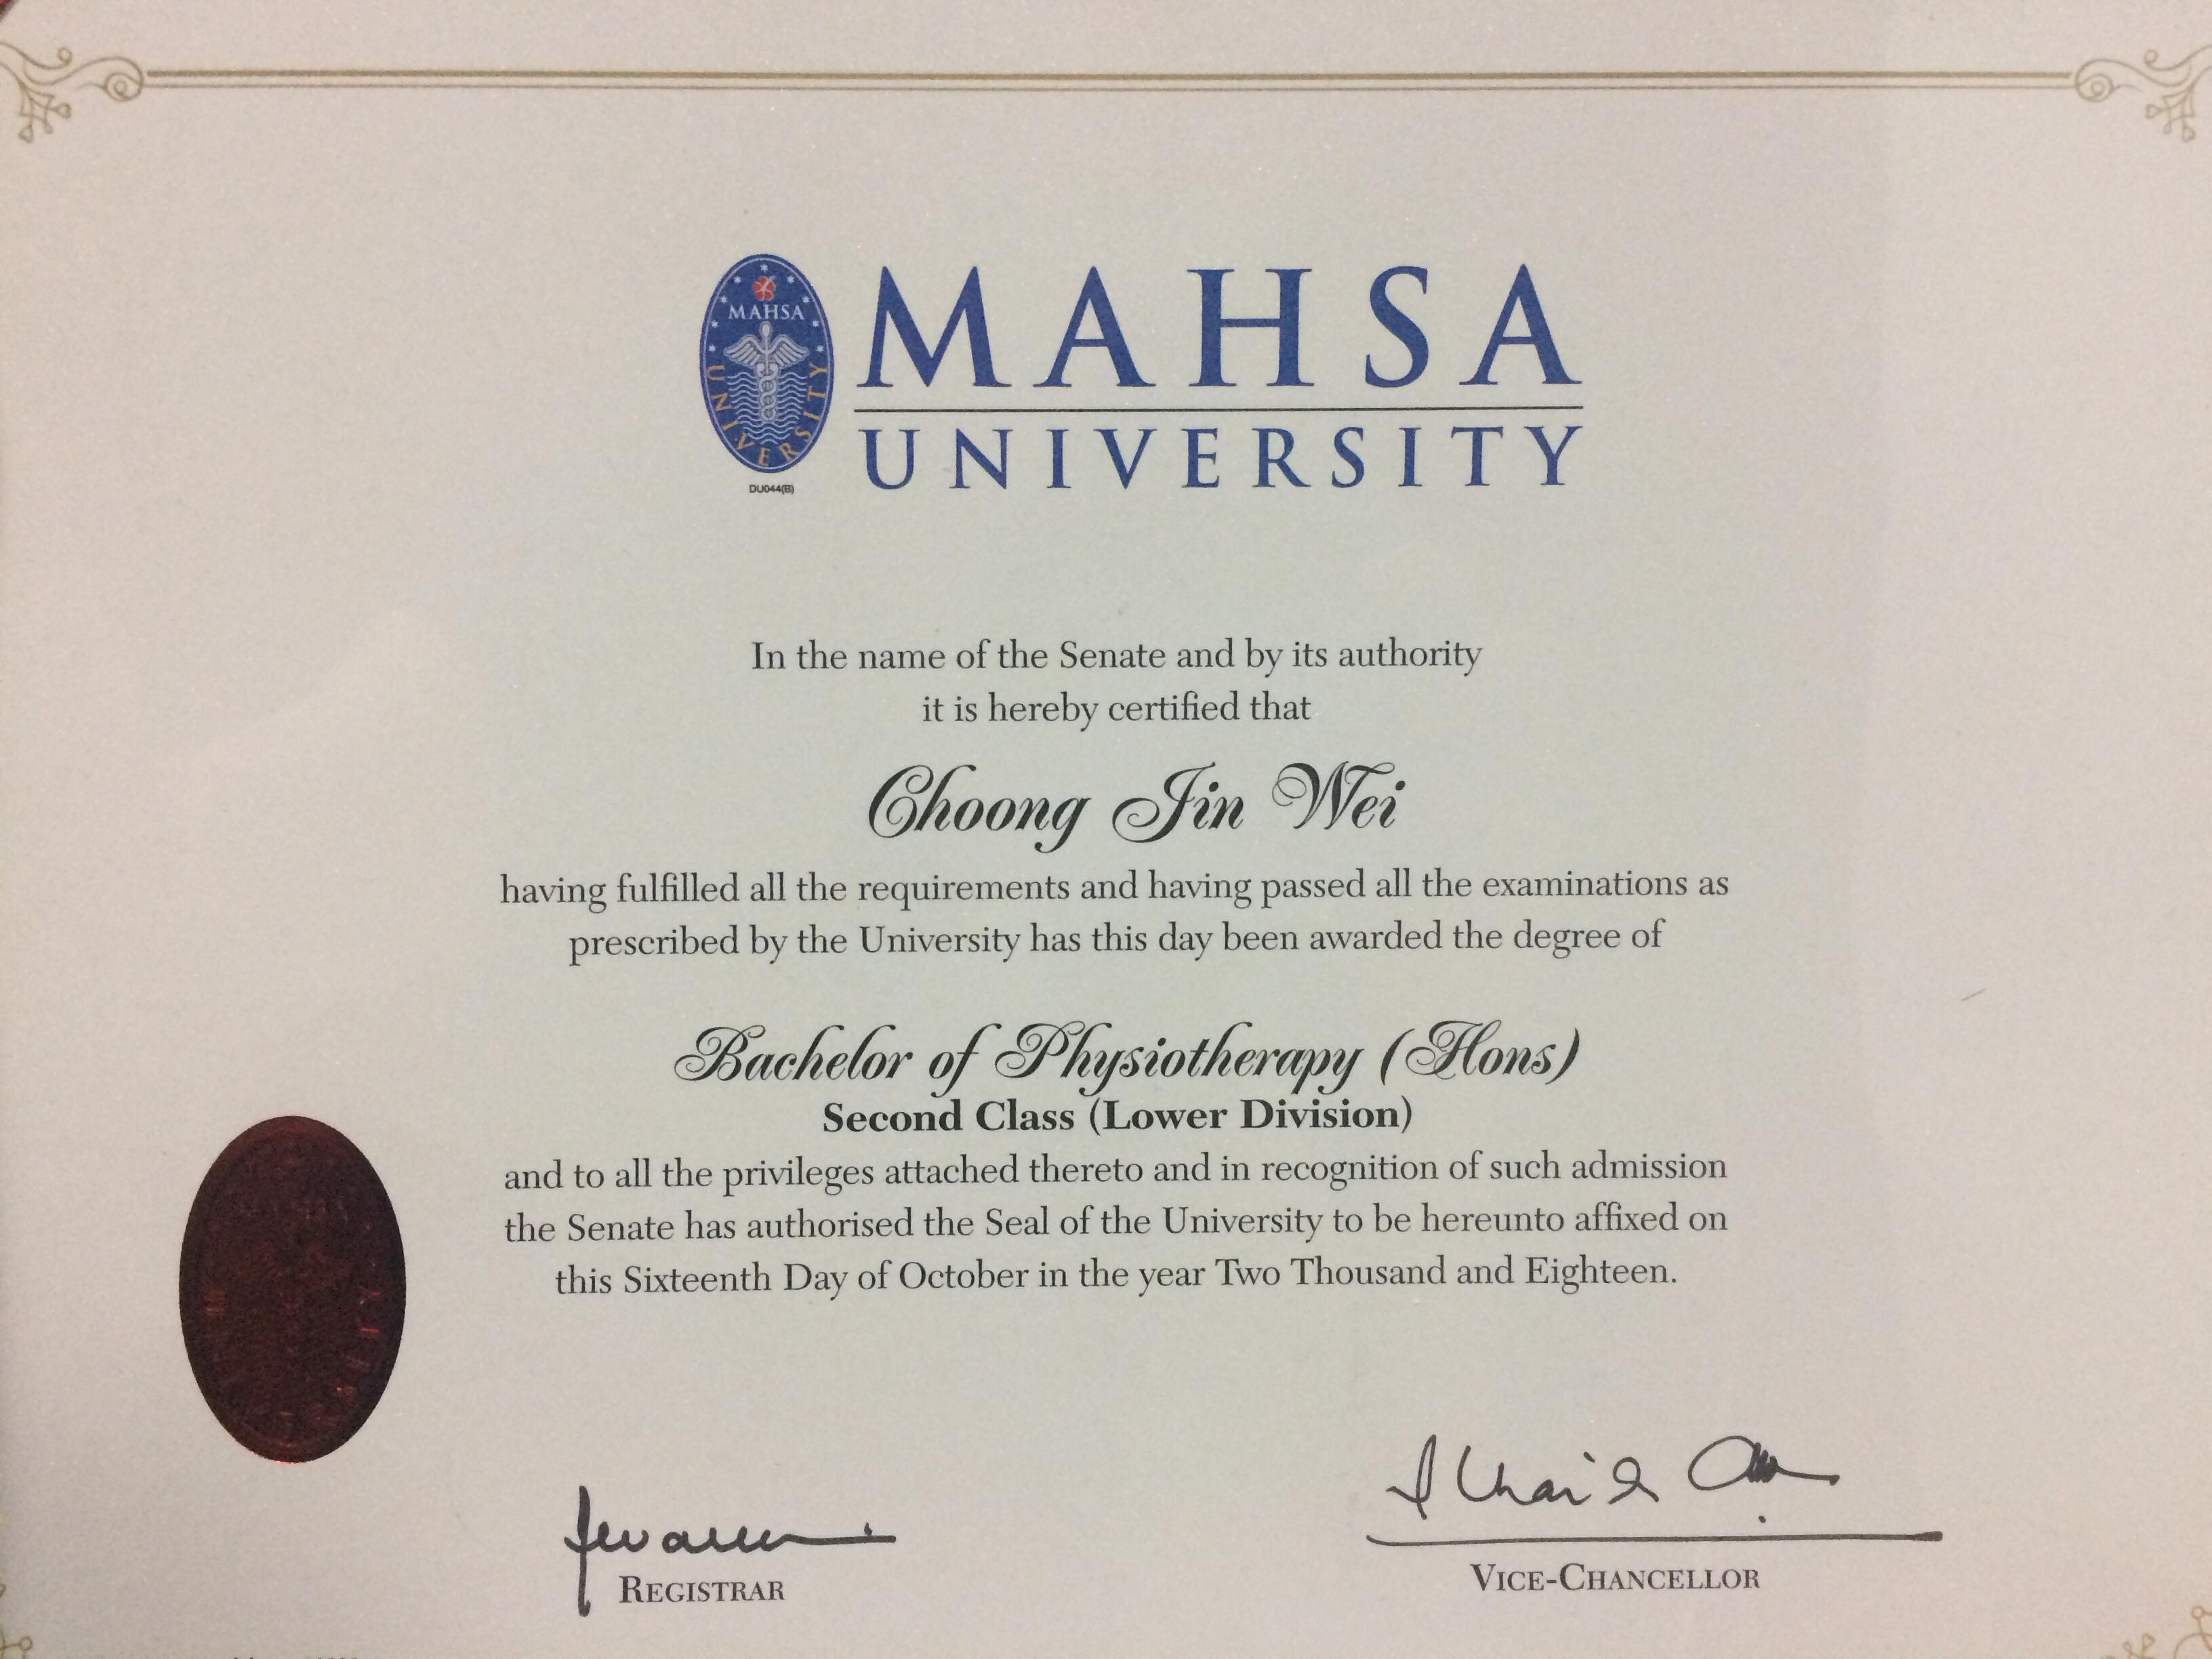 MAHSA
UNIVERSITY
DU044(B)
MAHSA
UNIVERSITY
In the name of the Senate and by its authority
it is hereby certified that
Choong Jin Wei
having fulfilled all the requirements and having passed all the examinations as
prescribed by the University has this day been awarded the degree of
Bachelor of Physiotherapy (Hons)
Second Class (Lower Division)
and to all the privileges attached thereto and in recognition of such admission
the Senate has authorised the Seal of the University to be hereunto affixed on
this Sixteenth Day of October in the year Two Thousand and Eighteen.
REGISTRAR
VICE-CHANCELLOR